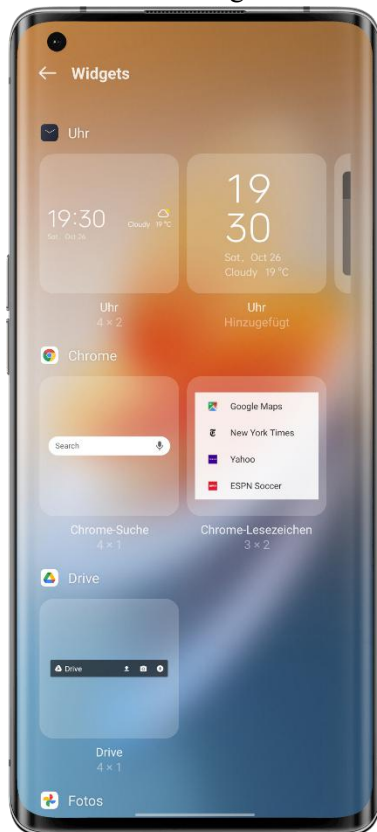 Widgets
Uhr
19:30
Cloudy 19°C
Sat, Oct 26
Uhr
4 × 2
19
30
Sat, Oct 26
Cloudy 19°C
Uhr
Hinzugefügt
Chrome
Search
Chrome-Suche
4 × 1
Google Maps
New York Times
Yahoo
ESPN Soccer
Chrome-Lesezeichen
3 × 2
Drive
Drive
Drive
4 × 1
Fotos